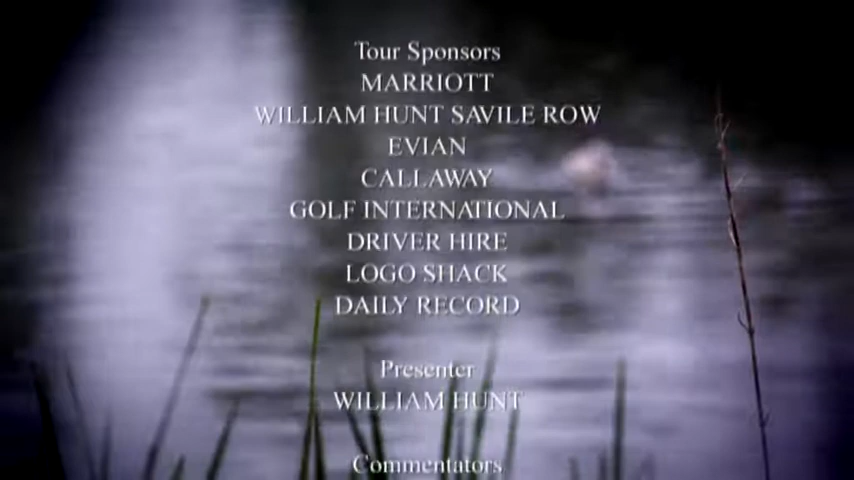 Tour Sponsors
MARRIOTT
WILLIAM HUNT SAVILE ROW
EVIAN
CALLAWAY
GOLF INTERNATIONAL
DRIVER HIRE
LOGO SHACK
DAILY RECORD
Presenter
WILLIAM HUNT
Commentators